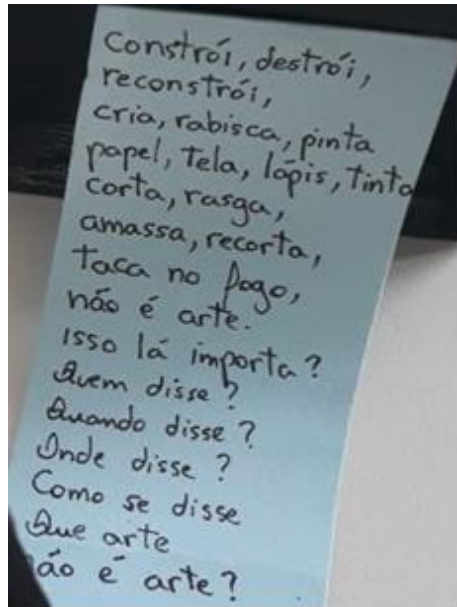 Constrói, destrói,
reconstrói,
cria, rabisca, pinta
papel, tela, lápis, tinta
corta, rasga,
amassa, recorta,
taca no fogo,
não é arte.
Isso lá importa?
Quem disse?
Quando disse?
Onde disse?
Como se disse
Que arte
não é arte?